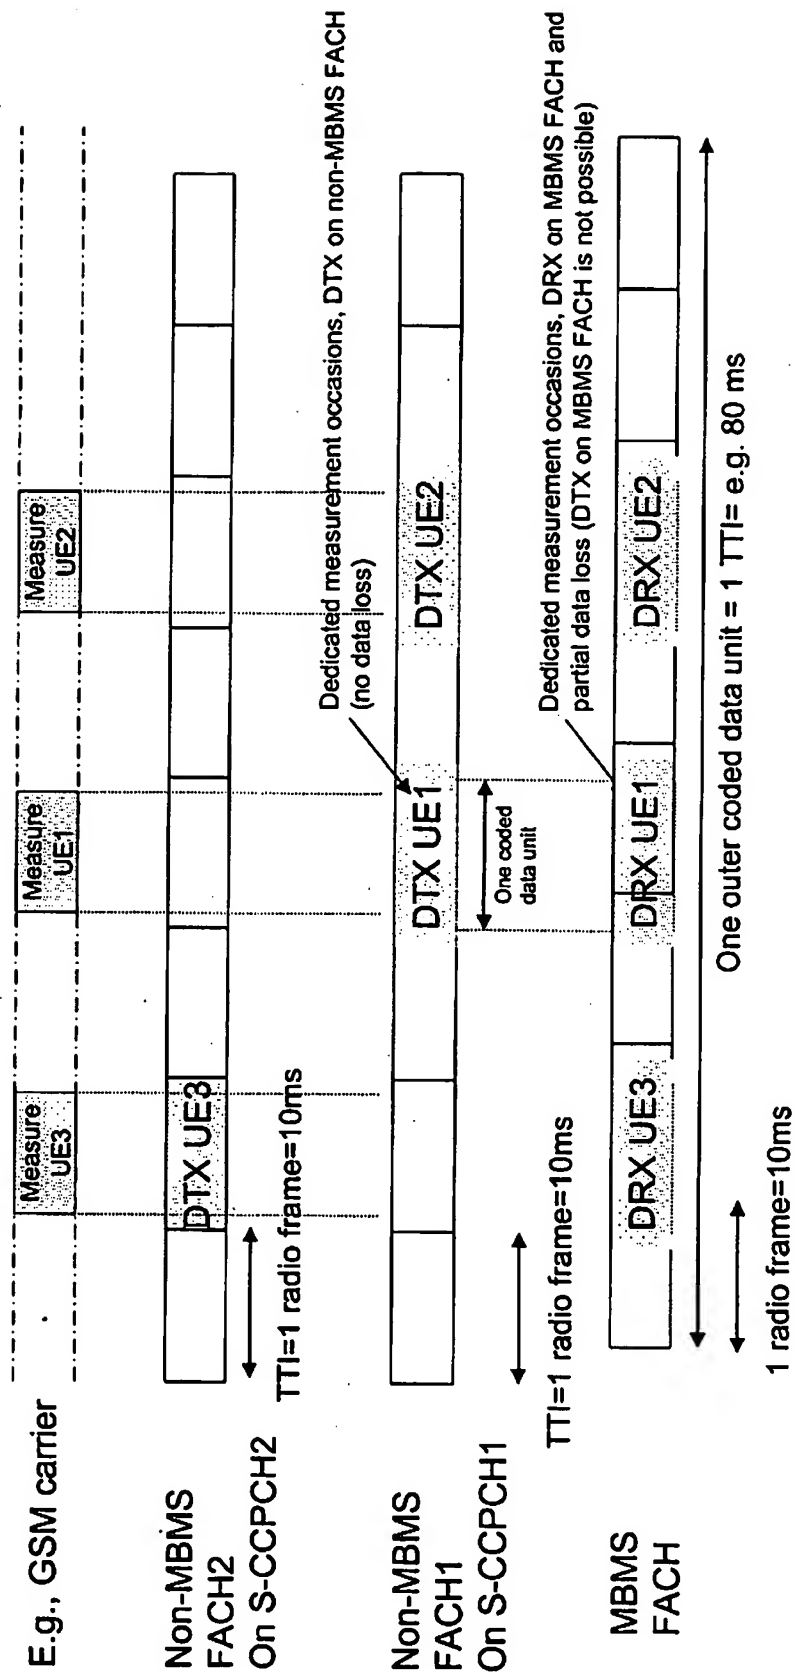 E.g., GSM carrier
Measure
UE3
Measure
UE1
Measure
UE2
Non-MBMS
FACH2
On S-CCPCH2
DTX UE3
TTI=1 radio frame=10ms
Dedicated measurement occasions, DTX on non-MBMS FACH
(no data loss)
Non-MBMS
FACH1
On S-CCPCH1
DTX UE1
DTX UE2
TTI=1 radio frame=10ms
One coded
data unit
Dedicated measurement occasions, DRX on MBMS FACH and
partial data loss (DTX on MBMS FACH is not possible)
MBMS
FACH
DRX UE3
DRX UE1
DRX UE2
One outer coded data unit = 1 TTI= e.g. 80 ms
1 radio frame=10ms